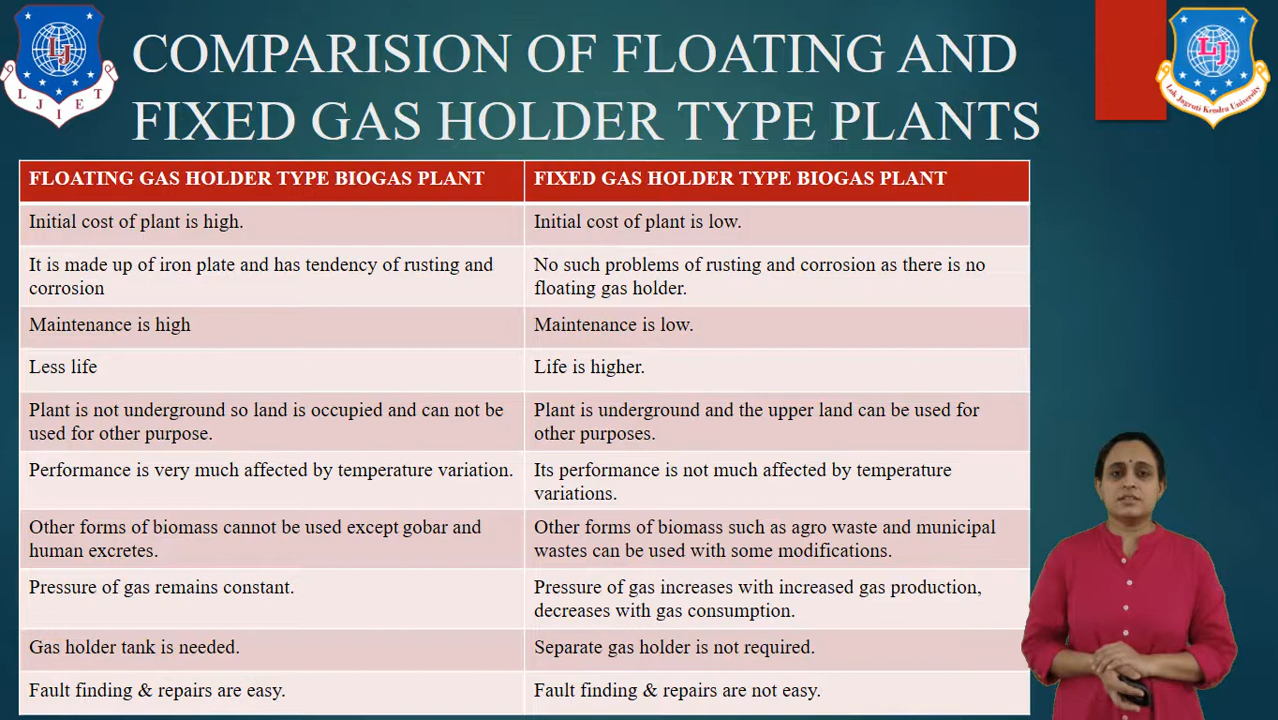 COMPARISION OF FLOATING AND
FIXED GAS HOLDER TYPE PLANTS
LJ
L J I E T
LJ
Lok Jagruti Kendra University
FLOATING GAS HOLDER TYPE BIOGAS PLANT
FIXED GAS HOLDER TYPE BIOGAS PLANT
Initial cost of plant is high.
Initial cost of plant is low.
It is made up of iron plate and has tendency of rusting and
corrosion
No such problems of rusting and corrosion as there is no
floating gas holder.
Maintenance is high
Maintenance is low.
Less life
Life is higher.
Plant is not underground so land is occupied and can not be
used for other purpose.
Plant is underground and the upper land can be used for
other purposes.
Performance is very much affected by temperature variation.
Its performance is not much affected by temperature
variations.
Other forms of biomass cannot be used except gobar and
human excretes.
Other forms of biomass such as agro waste and municipal
wastes can be used with some modifications.
Pressure of gas remains constant.
Pressure of gas increases with increased gas production,
decreases with gas consumption.
Gas holder tank is needed.
Separate gas holder is not required.
Fault finding & repairs are easy.
Fault finding & repairs are not easy.